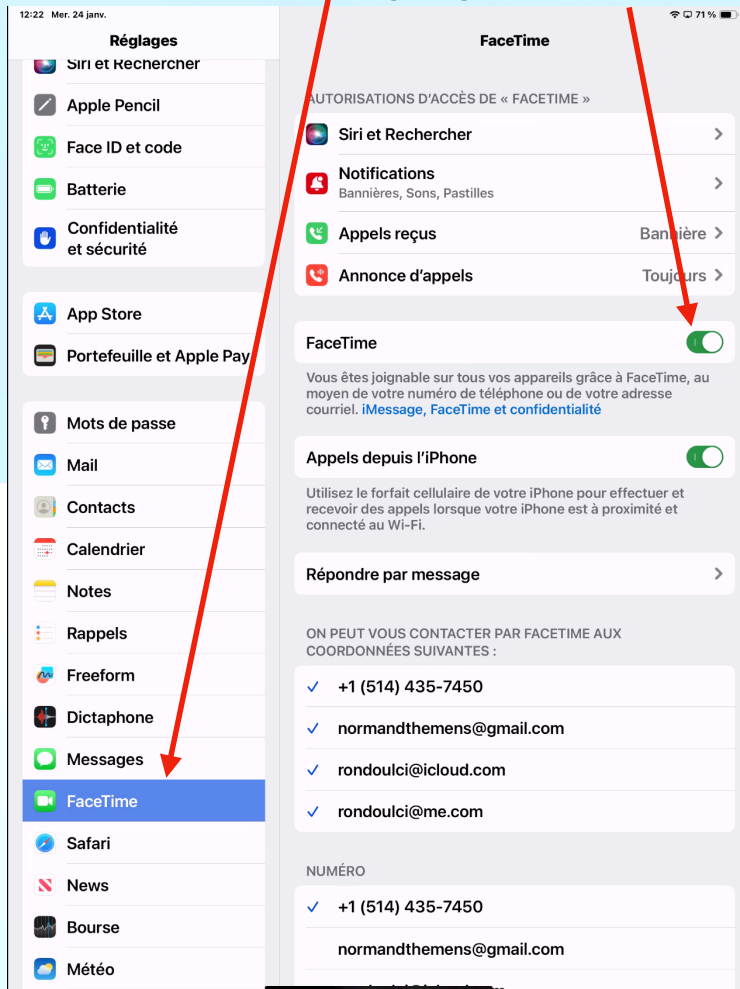 12:22 Mer. 24 janv.
71 %
Réglages
Siri et Rechercher
Apple Pencil
Face ID et code
Batterie
Confidentialité
et sécurité
App Store
Portefeuille et Apple Pay
Mots de passe
Mail
Contacts
Calendrier
Notes
Rappels
Freeform
Dictaphone
Messages
FaceTime
Safari
News
Bourse
Météo
FaceTime
AUTORISATIONS D'ACCÈS DE « FACETIME »
Siri et Rechercher
Notifications
Bannières, Sons, Pastilles
Appels reçus Bannière
Annonce d'appels Toujours
FaceTime
Vous êtes joignable sur tous vos appareils grâce à FaceTime, au
moyen de votre numéro de téléphone ou de votre adresse
courriel. iMessage, FaceTime et confidentialité
Appels depuis l'iPhone
Utilisez le forfait cellulaire de votre iPhone pour effectuer et
recevoir des appels lorsque votre iPhone est à proximité et
connecté au Wi-Fi.
Répondre par message
ON PEUT VOUS CONTACTER PAR FACETIME AUX
COORDONNÉES SUIVANTES :
+1 (514) 435-7450
normandthemens@gmail.com
rondoulci@icloud.com
rondoulci@me.com
NUMÉRO
+1 (514) 435-7450
normandthemens@gmail.com